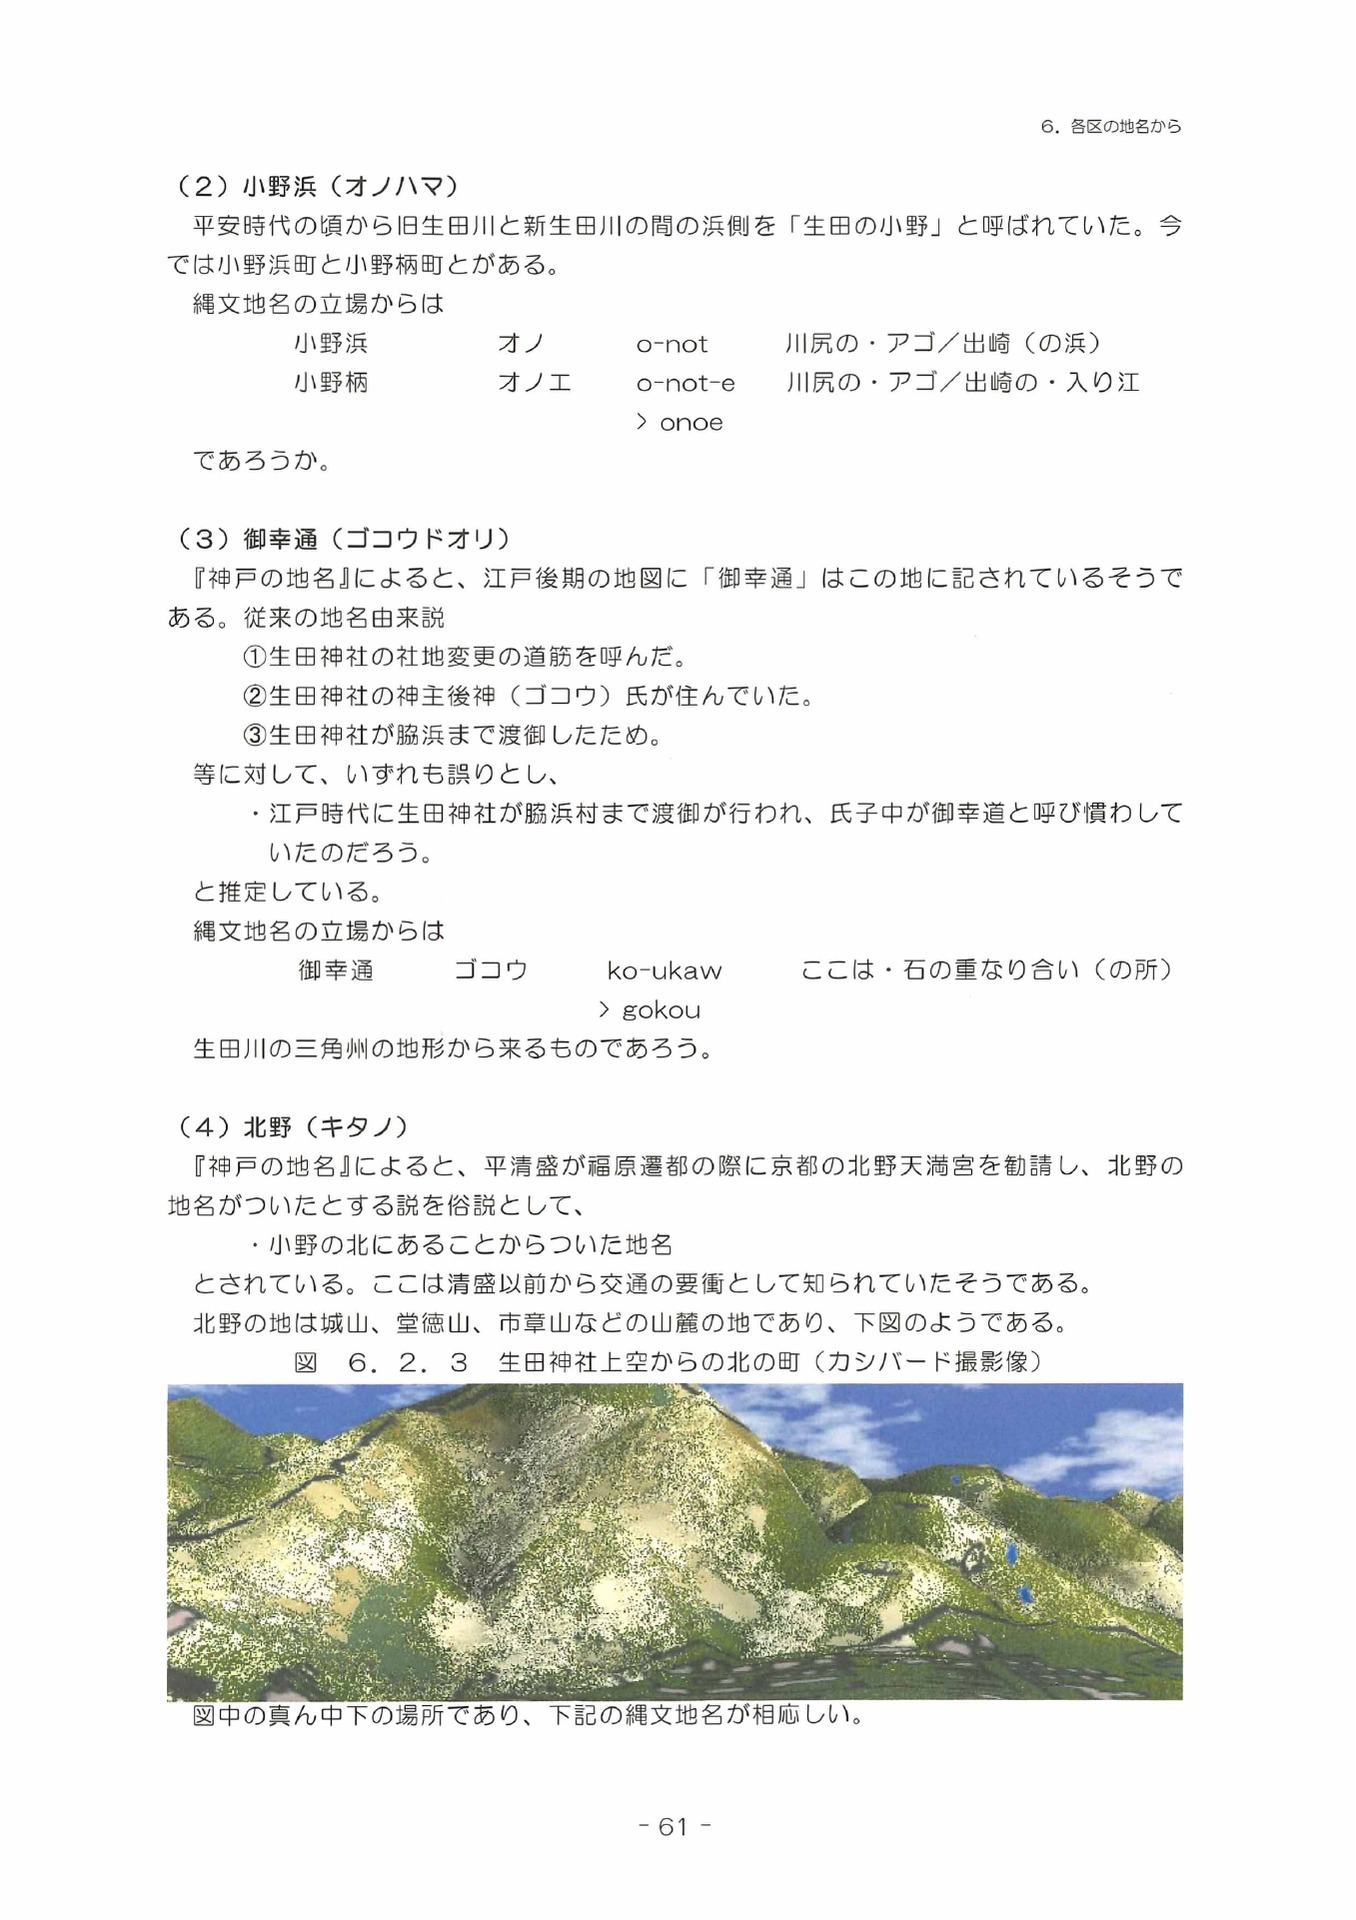 6．各区の地名から
（2）小野浜（オノハマ）
平安時代の頃から旧生田川と新生田川の間の浜側を「生田の小野」と呼ばれていた。今
では小野浜町と小野柄町とがある。
縄文地名の立場からは
小野浜　オノ　o-not　川尻の・アゴ／出崎（の浜）
小野柄　オノエ　o-not-e　川尻の・アゴ／出崎の・入り江
> onoe
であろうか。
（3）御幸通（ゴコウドオリ）
『神戸の地名』によると、江戸後期の地図に「御幸通」はこの地に記されているそうで
ある。従来の地名由来説
①生田神社の社地変更の道筋を呼んだ。
②生田神社の神主後神（ゴコウ）氏が住んでいた。
③生田神社が脇浜まで渡御したため。
等に対して、いずれも誤りとし、
・江戸時代に生田神社が脇浜村まで渡御が行われ、氏子中が御幸道と呼び慣わして
いたのだろう。
と推定している。
縄文地名の立場からは
御幸通　ゴコウ　ko-ukaw　ここは・石の重なり合い（の所）
> gokou
生田川の三角州の地形から来るものであろう。
（4）北野（キタノ）
『神戸の地名』によると、平清盛が福原遷都の際に京都の北野天満宮を勧請し、北野の
地名がついたとする説を俗説として、
・小野の北にあることからついた地名
とされている。ここは清盛以前から交通の要衝として知られていたそうである。
北野の地は城山、堂徳山、市章山などの山麓の地であり、下図のようである。
図　6．2．3　生田神社上空からの北の町（カシバード撮影像）
図中の真ん中下の場所であり、下記の縄文地名が相応しい。
- 61 -